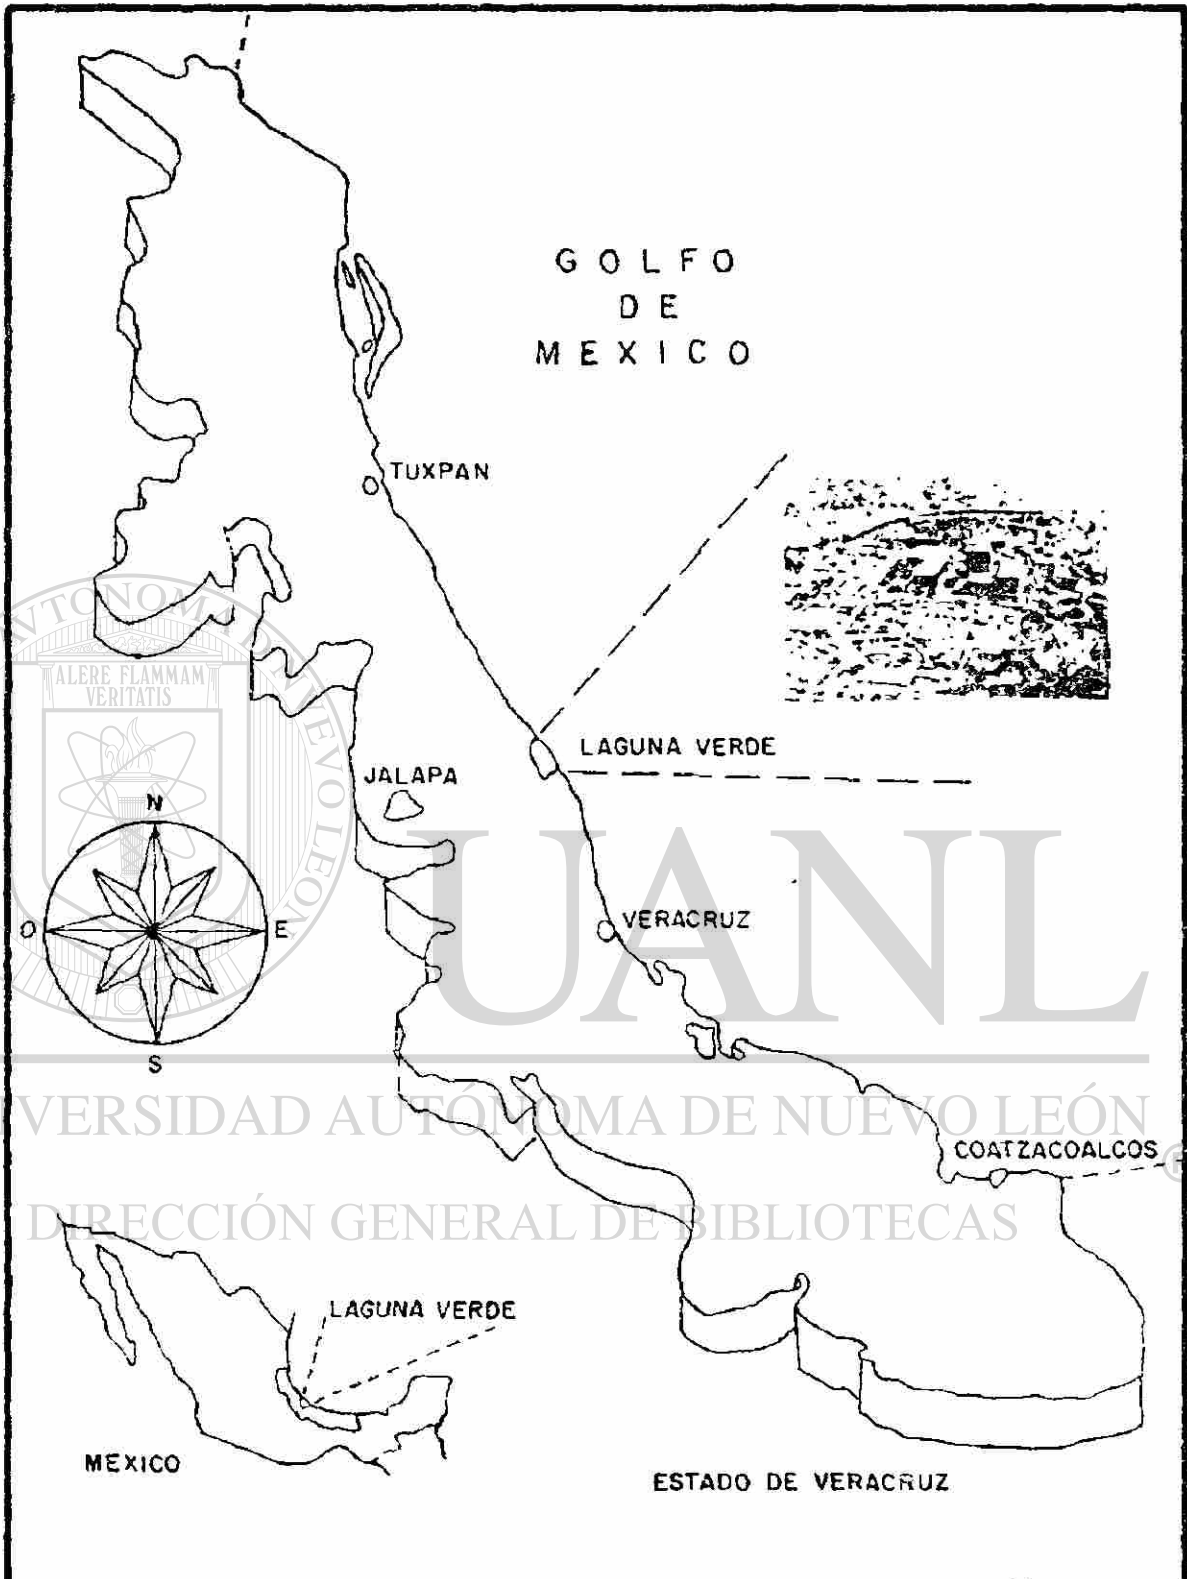 GOLFO
DE
MEXICO
TUXPAN
LAGUNA VERDE
JALAPA
N
O
E
S
VERACRUZ
COATZACOALCOS
LAGUNA VERDE
MEXICO
ESTADO DE VERACRUZ
ALERE FLAMMAM
VERITATIS
UANL
VERSIDAD AUTÓNOMA DE NUEVO LEÓN
®
DIRECCIÓN GENERAL DE BIBLIOTECAS